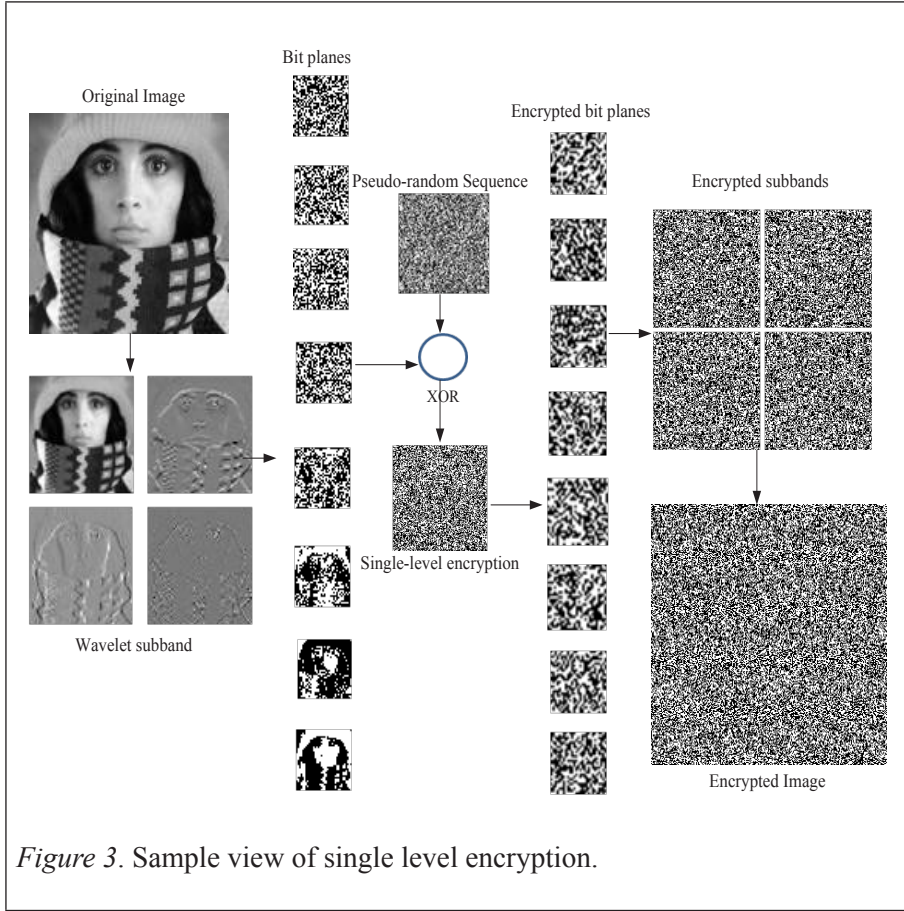 Bit planes
Original Image
Encrypted bit planes
Pseudo-random Sequence
Encrypted subbands
XOR
Single-level encryption
Wavelet subband
Encrypted Image
Figure 3. Sample view of single level encryption.